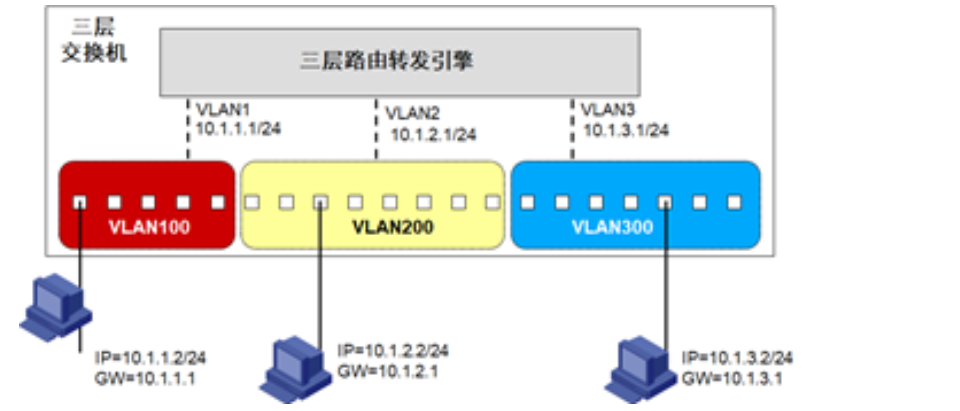 三层
交换机
三层路由转发引擎
VLAN1
10.1.1.1/24
VLAN2
10.1.2.1/24
VLAN3
10.1.3.1/24
VLAN100
VLAN200
VLAN300
IP=10.1.1.2/24
GW=10.1.1.1
IP=10.1.2.2/24
GW=10.1.2.1
IP=10.1.3.2/24
GW=10.1.3.1